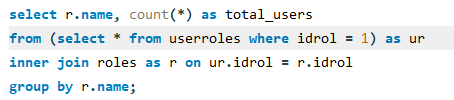 select r.name, count(*) as total_users
from (select * from userroles where idrol = 1) as ur
inner join roles as r on ur.idrol = r.idrol
group by r.name;